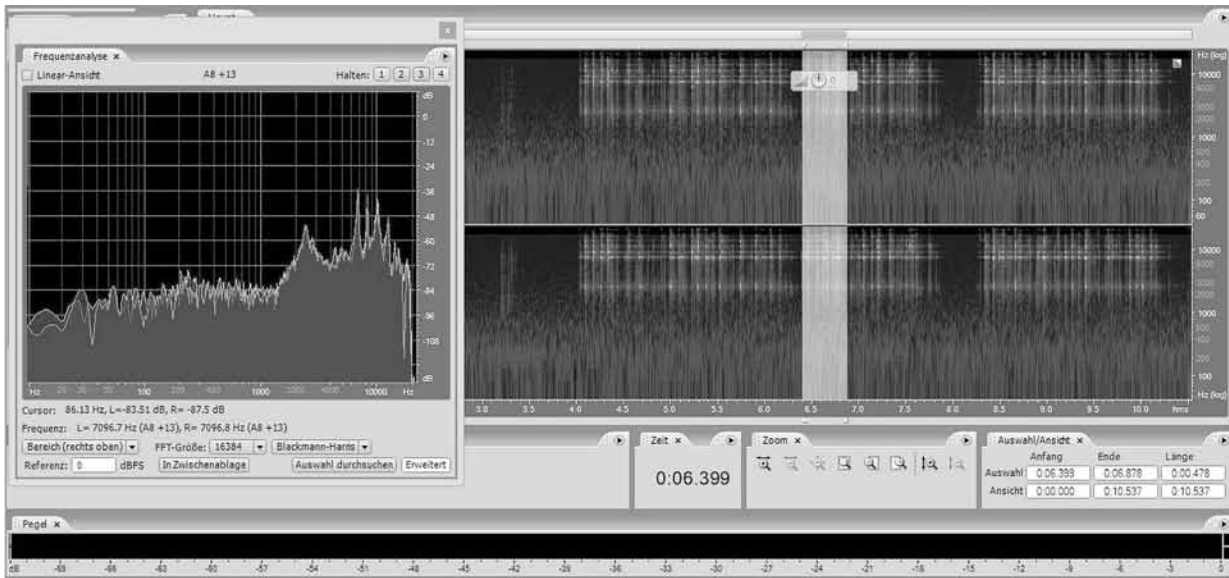 Frequenzanalyse x
Linear-Ansicht A8 +13 Halten: 1 2 3 4
dB
0
-12
-24
-36
-48
-60
-72
-84
-96
-108
dB
Hz 20 30 50 100 200 400 1000 2000 4000 10000 Hz
Cursor: 86.13 Hz, L=-83.51 dB, R= -87.5 dB
Frequenz: L= 7096.7 Hz (A8 +13), R= 7096.8 Hz (A8 +13)
Bereich (rechts oben) FFT-Größe: 16384 Blackmann-Harris
Referenz: 0 dBFS In Zwischenablage Auswahl durchsuchen Erweitert
Hz (log)
10000
1000
100
60
Hz (log)
10000
1000
100
Hz (log)
3.0 3.5 4.0 4.5 5.0 5.5 6.0 6.5 7.0 7.5 8.0 8.5 9.0 9.5 10.0 hms
Zeit x
0:06.399
Zoom x
Auswahl/Ansicht x
Anfang Ende Länge
Auswahl 0:06.399 0:06.878 0:00.478
Ansicht 0:00.000 0:10.537 0:10.537
Pegel x
dB -69 -66 -63 -60 -57 -54 -51 -48 -45 -42 -39 -36 -33 -30 -27 -24 -21 -18 -15 -12 -9 -6 -3 0